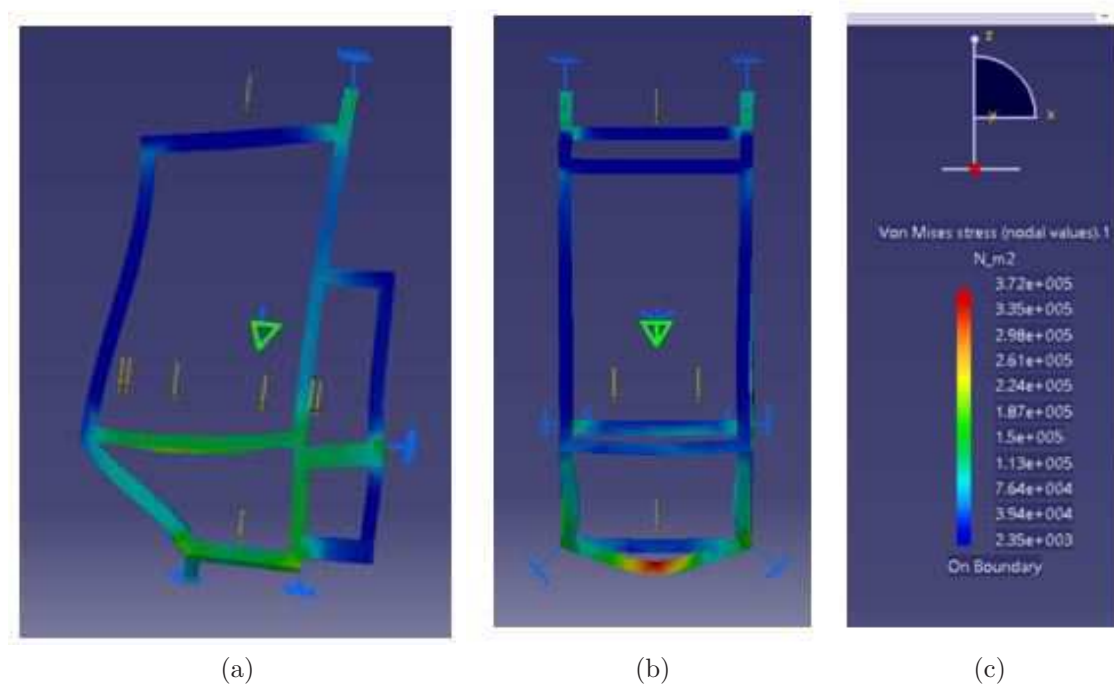 z
y x
Von Mises stress (nodal values).1
N_m2
3.72e+005
3.35e+005
2.98e+005
2.61e+005
2.24e+005
1.87e+005
1.5e+005
1.13e+005
7.64e+004
3.94e+004
2.35e+003
On Boundary
(a) (b) (c)